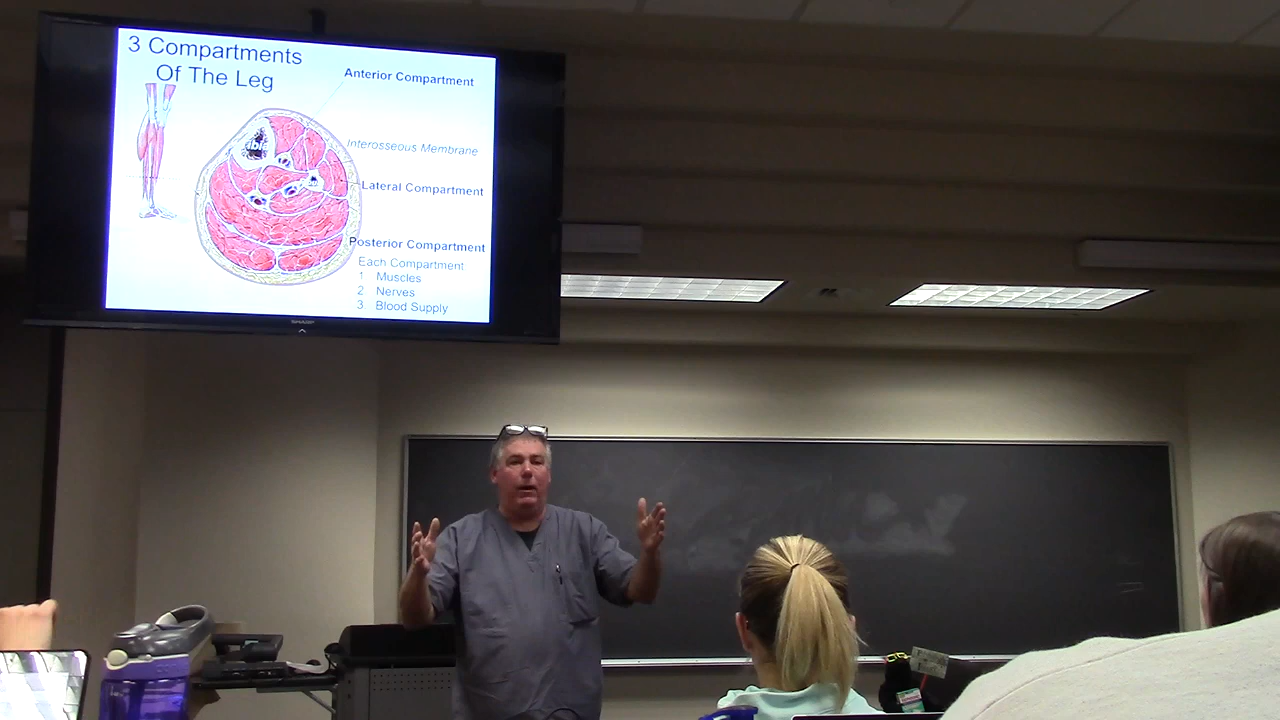 3 Compartments
Of The Leg
Anterior Compartment
Interosseous Membrane
Lateral Compartment
Posterior Compartment
Each Compartment
1 Muscles
2 Nerves
3. Blood Supply
SHARP